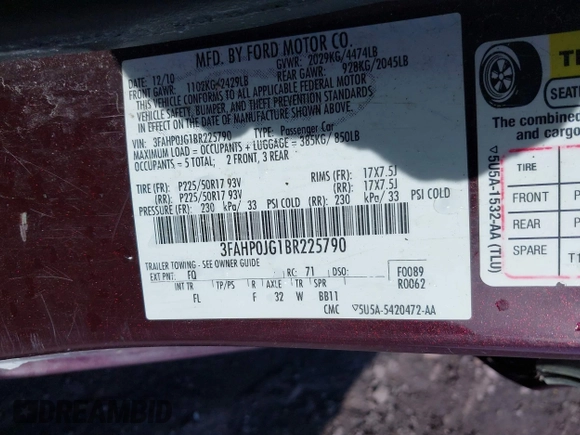 MFD. BY FORD MOTOR CO.
12/10 GVWR: 2029KG/4474LB
FRONT GAWR: 1102KG/2429LB REAR GAWR: 928KG/2045LB
THIS VEHICLE CONFORMS TO ALL APPLICABLE FEDERAL MOTOR
VEHICLE SAFETY, BUMPER, AND THEFT PREVENTION STANDARDS
IN EFFECT ON THE DATE OF MANUFACTURE SHOWN ABOVE.
VIN: 3FAHP0JG1BR225790 TYPE: Passenger Car
MAXIMUM LOAD = OCCUPANTS + LUGGAGE = 385KG/ 850LB
OCCUPANTS = 5 TOTAL; 2 FRONT, 3 REAR
TIRE (FR): P225/50R17 93V RIMS (FR): 17X7.5J
(RR): P225/50R17 93V (RR): 17X7.5J
PRESSURE (FR): 230 kPa/ 33 PSI COLD (RR): 230 kPa/ 33 PSI COLD
3FAHP0JG1BR225790
TRAILER TOWING - SEE OWNER GUIDE
EXT PNT: FQ RC: 71 DSO: F0089
INT TR TP/PS R AXLE TR SPR R0062
FL F 32 W BB11
CMC 5U5A-5420472-AA
TI
SEATI
The combined
and cargo
TIRE
FRONT P
REAR P
SPARE T1
5U5A-1532-AA (TLU)
DREAMBID